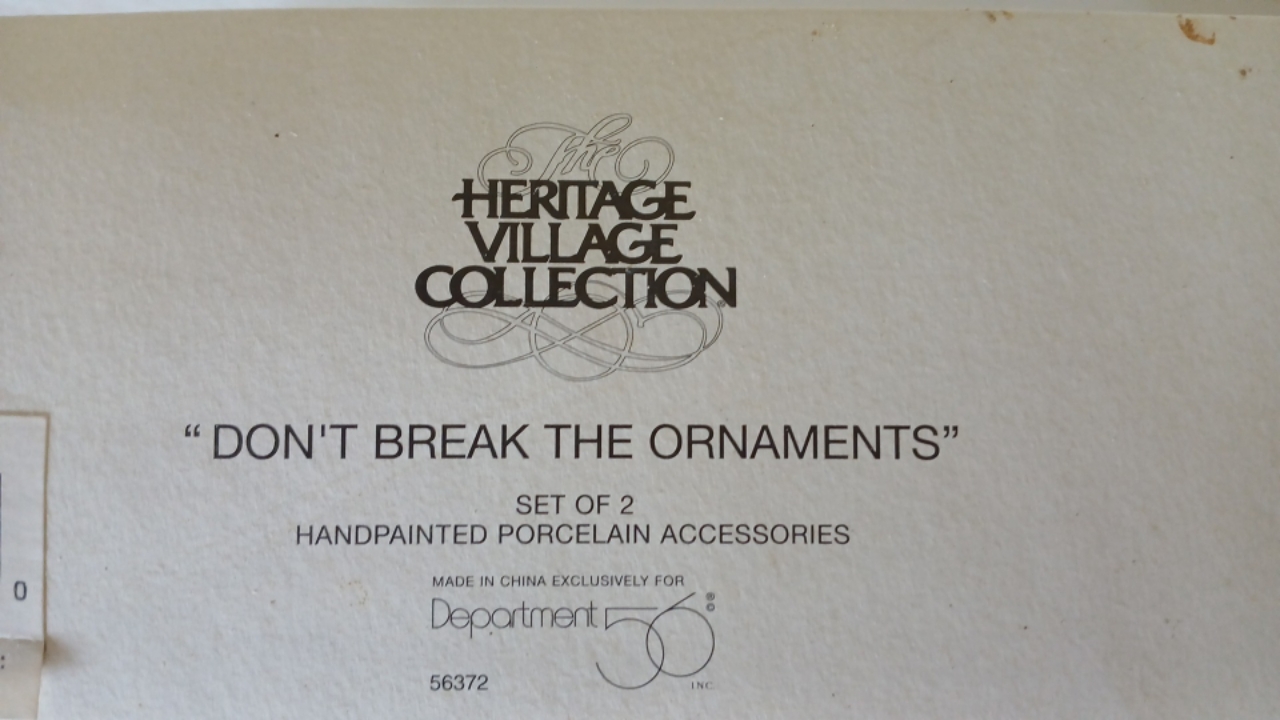 The
HERITAGE
VILLAGE
COLLECTION
“DON'T BREAK THE ORNAMENTS”
SET OF 2
HANDPAINTED PORCELAIN ACCESSORIES
MADE IN CHINA EXCLUSIVELY FOR
Department 56 ® ©
56372 INC.
0
: